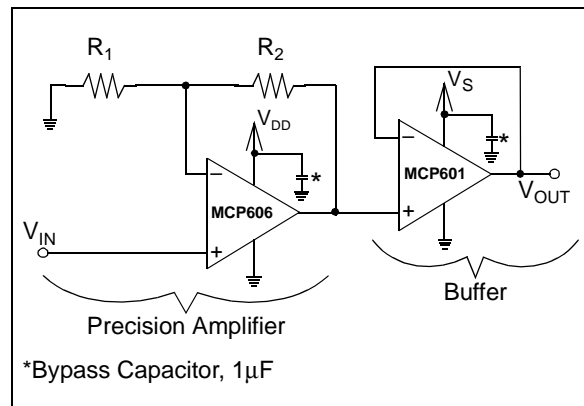 R1
R2
VDD
*
−
MCP606
+
VIN
VS
*
−
MCP601
+
VOUT
Precision Amplifier
Buffer
*Bypass Capacitor, 1μF